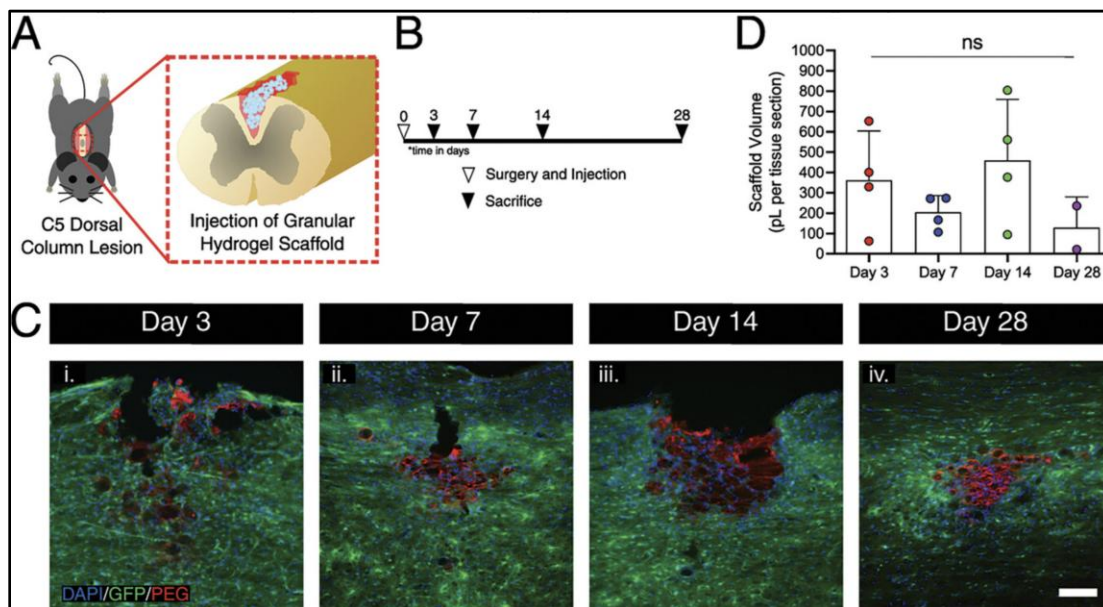 A
C5 Dorsal
Column Lesion
Injection of Granular
Hydrogel Scaffold
B
0 3 7 14 28
*time in days
Surgery and Injection
Sacrifice
D
ns
Scaffold Volume
(pL per tissue section)
1000
900
800
700
600
500
400
300
200
100
0
Day 3 Day 7 Day 14 Day 28
C
Day 3 Day 7 Day 14 Day 28
i. ii. iii. iv.
DAPI/GFP/PEG